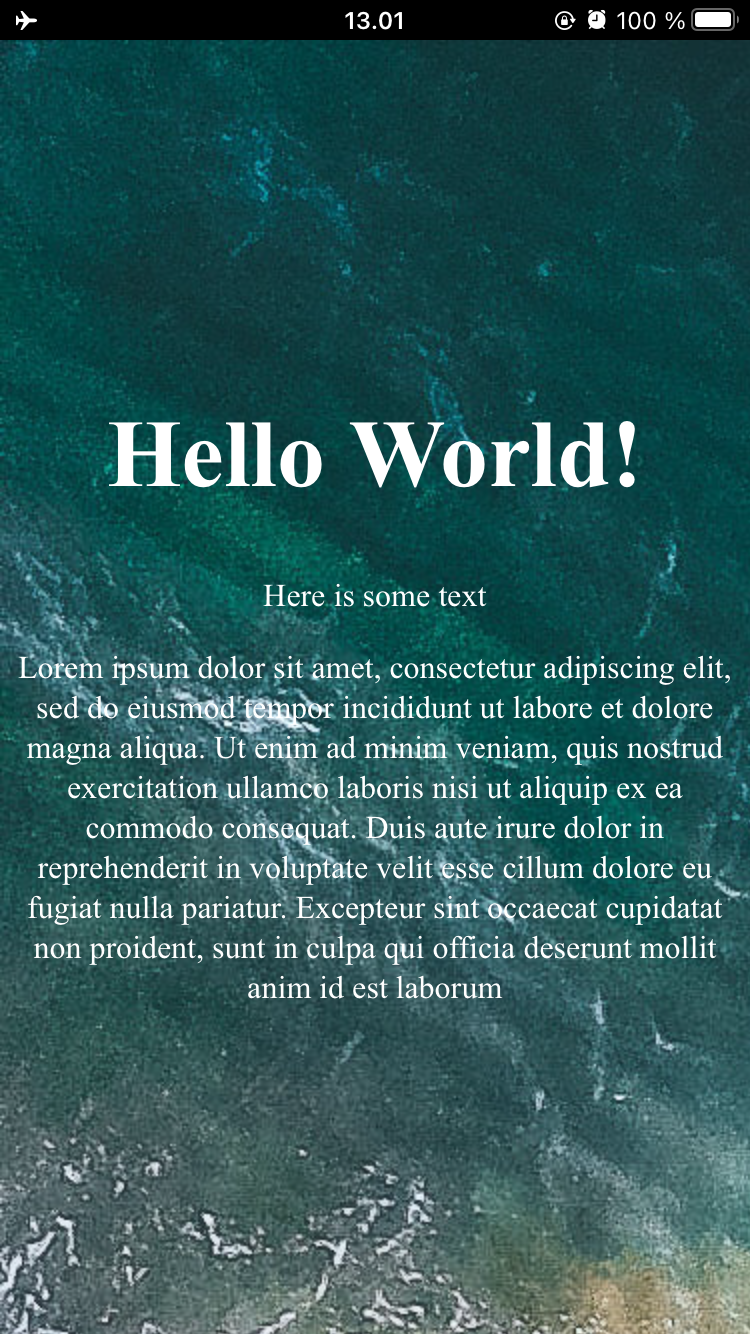 13.01
100 %
Hello World!
Here is some text
Lorem ipsum dolor sit amet, consectetur adipiscing elit,
sed do eiusmod tempor incididunt ut labore et dolore
magna aliqua. Ut enim ad minim veniam, quis nostrud
exercitation ullamco laboris nisi ut aliquip ex ea
commodo consequat. Duis aute irure dolor in
reprehenderit in voluptate velit esse cillum dolore eu
fugiat nulla pariatur. Excepteur sint occaecat cupidatat
non proident, sunt in culpa qui officia deserunt mollit
anim id est laborum